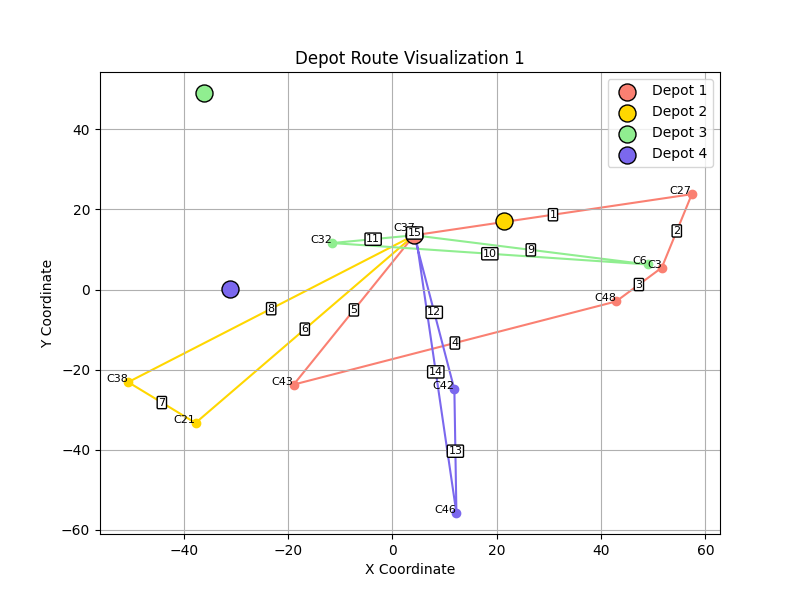 Depot Route Visualization 1
Depot 1
Depot 2
Depot 3
Depot 4
Y Coordinate
40
20
0
−20
−40
−60
C27
1
C37
15
2
C32
11
9
10
C6
C3
3
C48
8
5
12
6
4
14
C38
C43
C42
7
C21
13
C46
−40
−20
0
20
40
60
X Coordinate